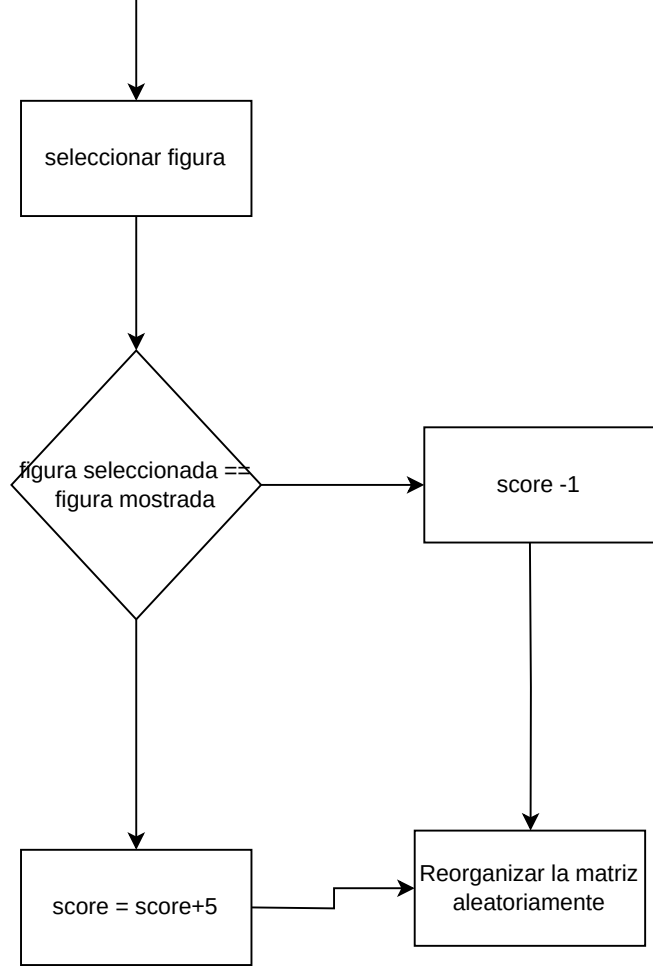 seleccionar figura
figura seleccionada ==
figura mostrada
score -1
score = score+5
Reorganizar la matriz
aleatoriamente